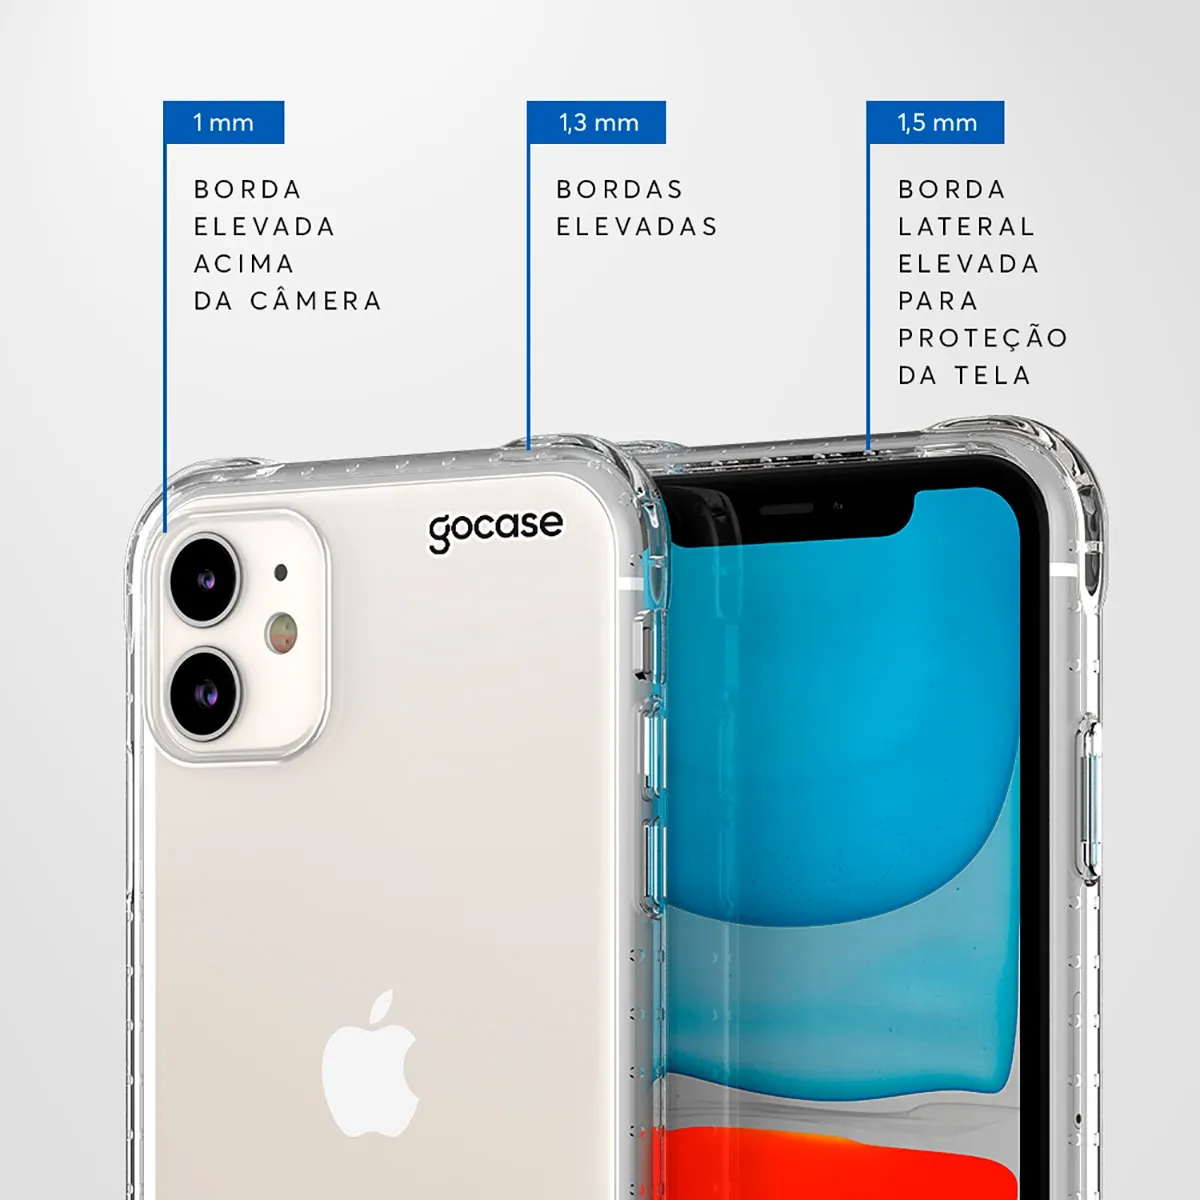 1 mm
BORDA
ELEVADA
ACIMA
DA CÂMERA
1,3 mm
BORDAS
ELEVADAS
1,5 mm
BORDA
LATERAL
ELEVADA
PARA
PROTEÇÃO
DA TELA
gocase